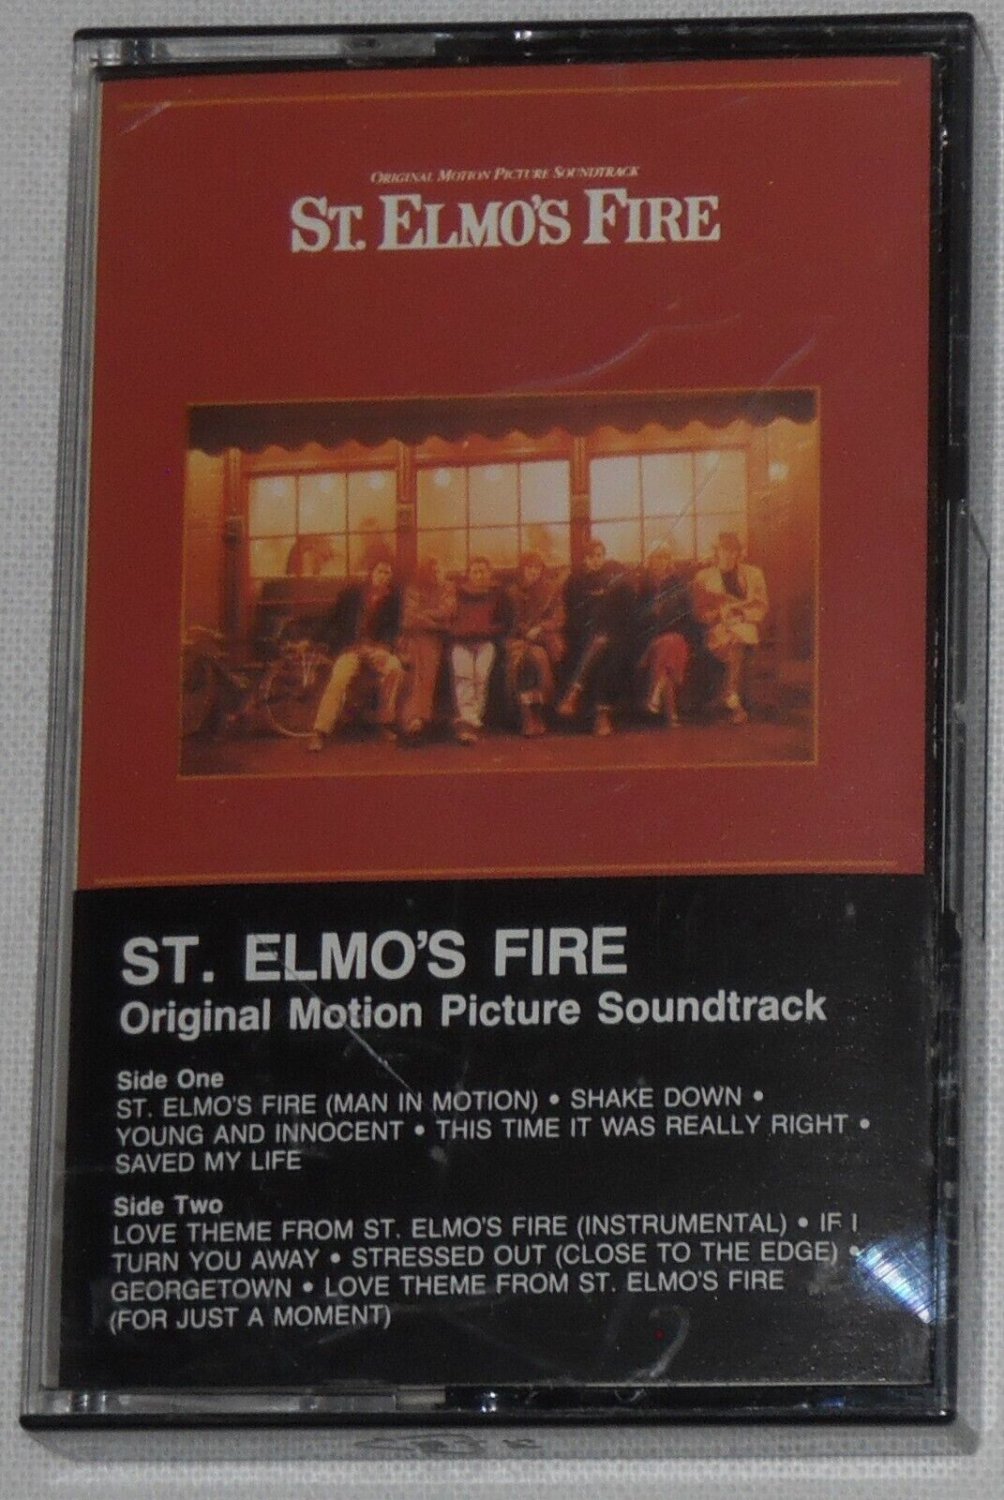 ORIGINAL MOTION PICTURE SOUNDTRACK
ST. ELMO'S FIRE
ST. ELMO'S FIRE
Original Motion Picture Soundtrack
Side One
ST. ELMO'S FIRE (MAN IN MOTION) • SHAKE DOWN •
YOUNG AND INNOCENT • THIS TIME IT WAS REALLY RIGHT •
SAVED MY LIFE
Side Two
LOVE THEME FROM ST. ELMO'S FIRE (INSTRUMENTAL) • IF I
TURN YOU AWAY • STRESSED OUT (CLOSE TO THE EDGE) •
GEORGETOWN • LOVE THEME FROM ST. ELMO'S FIRE
(FOR JUST A MOMENT)